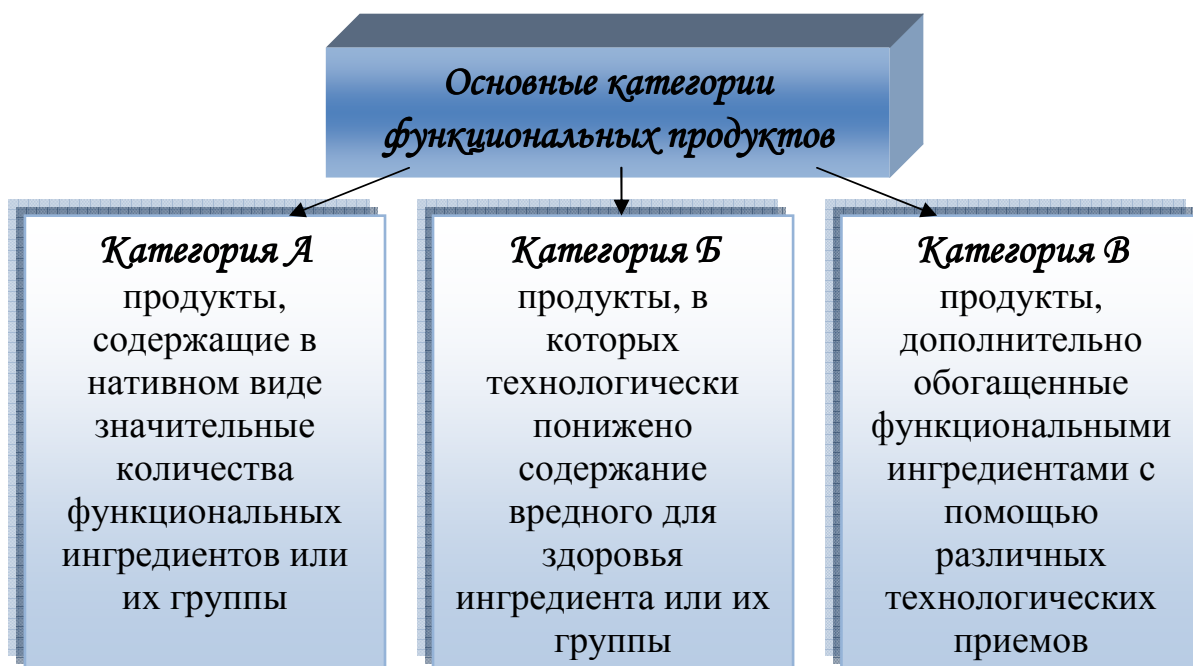 Основные категории
функциональных продуктов
Категория А
продукты,
содержащие в
нативном виде
значительные
количества
функциональных
ингредиентов или
их группы
Категория Б
продукты, в
которых
технологически
понижено
содержание
вредного для
здоровья
ингредиента или их
группы
Категория В
продукты,
дополнительно
обогащенные
функциональными
ингредиентами с
помощью
различных
технологических
приемов